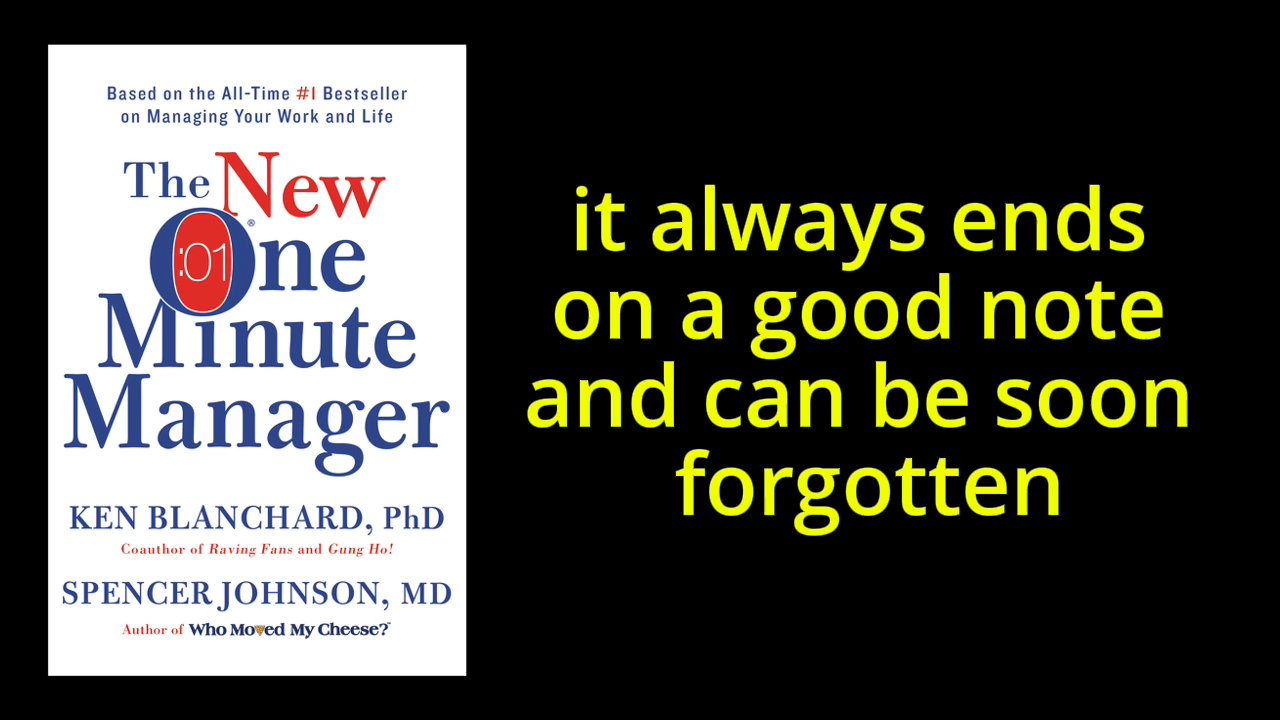 Based on the All-Time #1 Bestseller
on Managing Your Work and Life
The New
One
:01
®
Minute
Manager
KEN BLANCHARD, PhD
Coauthor of Raving Fans and Gung Ho!
SPENCER JOHNSON, MD
Author of Who Moved My Cheese?
it always ends
on a good note
and can be soon
forgotten